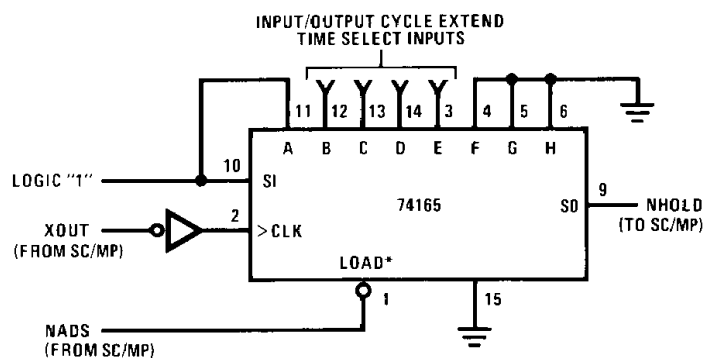 INPUT/OUTPUT CYCLE EXTEND
TIME SELECT INPUTS
11 12 13 14 3 4 5 6
A B C D E F G H
10
LOGIC "1"
SI
74165
9
SO
NHOLD
(TO SC/MP)
2
XOUT
(FROM SC/MP)
>CLK
LOAD*
1
15
NADS
(FROM SC/MP)